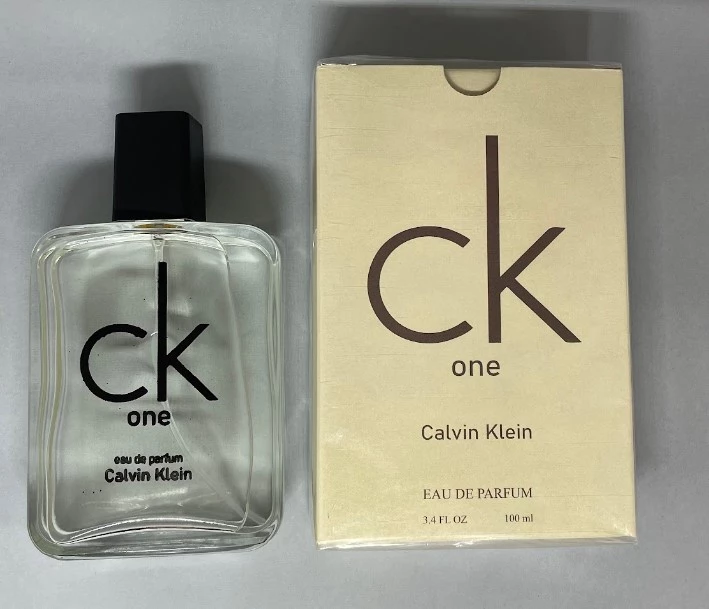 ck
one
eau de parfum
Calvin Klein
ck
one
Calvin Klein
EAU DE PARFUM
3.4 FL OZ 100 ml